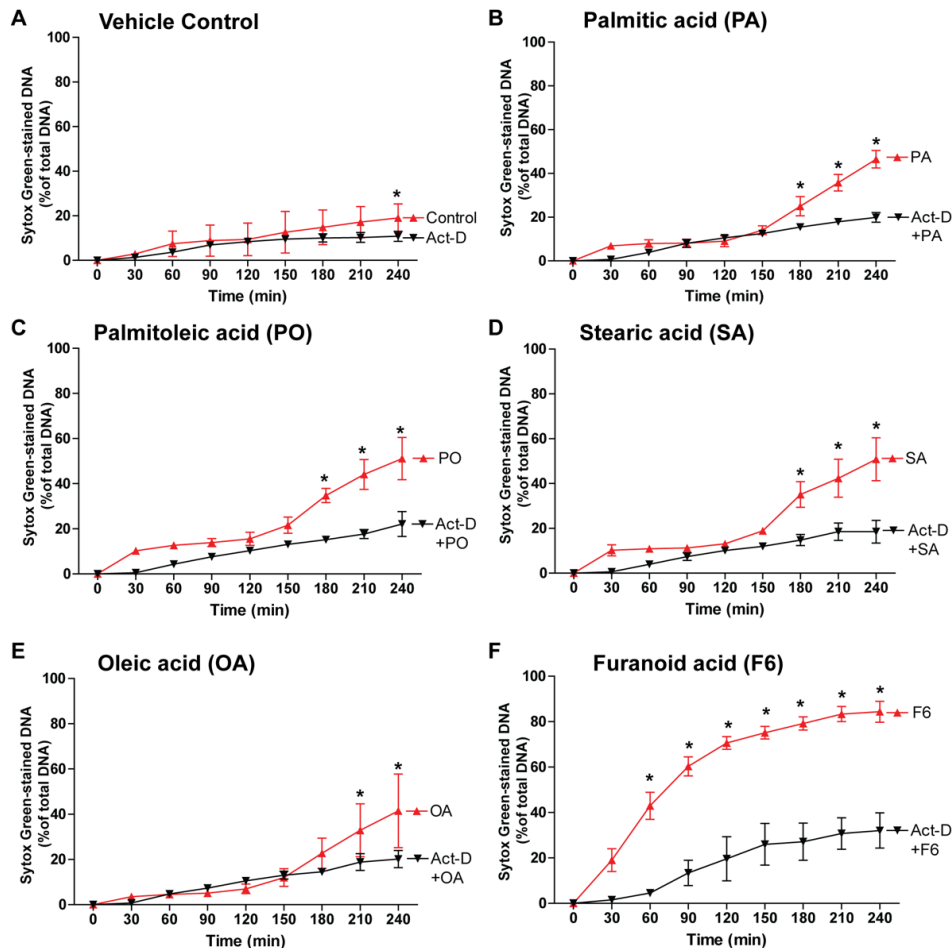 A
Vehicle Control
Sytox Green-stained DNA
(%of total DNA)
100
80
60
40
20
0
*
Control
Act-D
0 30 60 90 120 150 180 210 240
Time (min)
B
Palmitic acid (PA)
Sytox Green-stained DNA
(%of total DNA)
100
80
60
40
20
0
* * *
PA
Act-D
+PA
0 30 60 90 120 150 180 210 240
Time (min)
C
Palmitoleic acid (PO)
Sytox Green-stained DNA
(%of total DNA)
100
80
60
40
20
0
* * *
PO
Act-D
+PO
0 30 60 90 120 150 180 210 240
Time (min)
D
Stearic acid (SA)
Sytox Green-stained DNA
(%of total DNA)
100
80
60
40
20
0
* * *
SA
Act-D
+SA
0 30 60 90 120 150 180 210 240
Time (min)
E
Oleic acid (OA)
Sytox Green-stained DNA
(%of total DNA)
100
80
60
40
20
0
* *
OA
Act-D
+OA
0 30 60 90 120 150 180 210 240
Time (min)
F
Furanoid acid (F6)
Sytox Green-stained DNA
(%of total DNA)
100
80
60
40
20
0
* * * * * * *
F6
Act-D
+F6
0 30 60 90 120 150 180 210 240
Time (min)